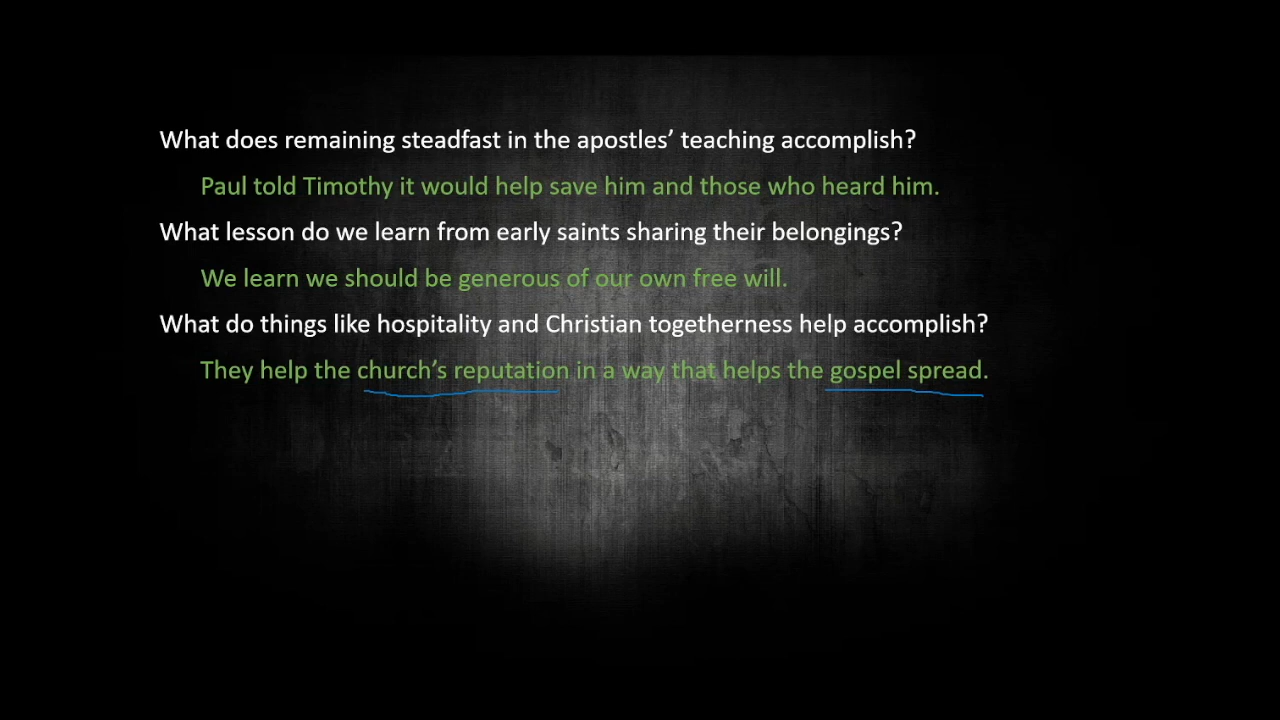 What does remaining steadfast in the apostles’ teaching accomplish?
Paul told Timothy it would help save him and those who heard him.
What lesson do we learn from early saints sharing their belongings?
We learn we should be generous of our own free will.
What do things like hospitality and Christian togetherness help accomplish?
They help the church’s reputation in a way that helps the gospel spread.